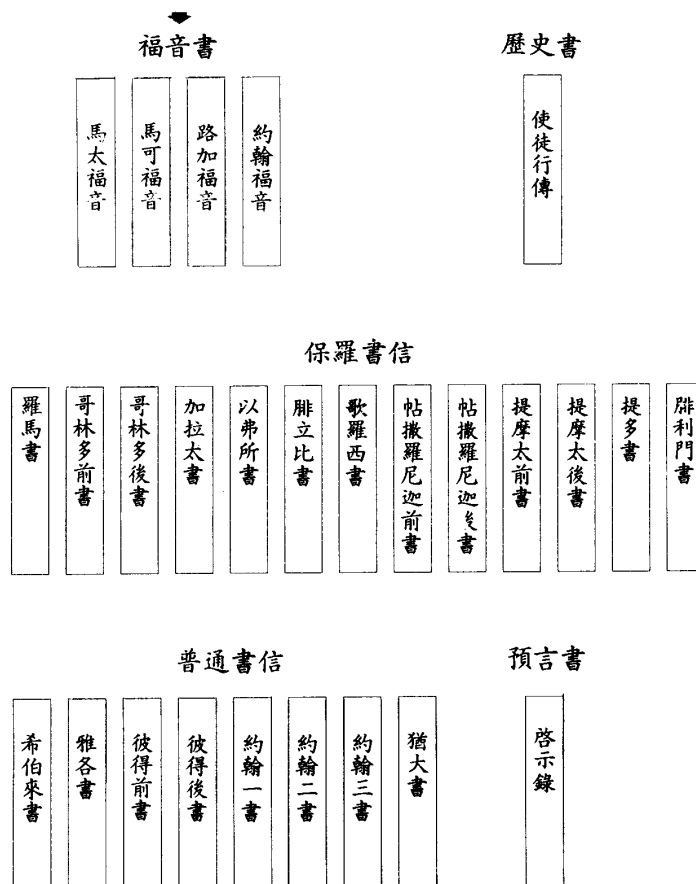 福音書
馬太福音
馬可福音
路加福音
約翰福音
歷史書
使徒行傳
保羅書信
羅馬書
哥林多前書
哥林多後書
加拉太書
以弗所書
腓立比書
歌羅西書
帖撒羅尼迦前書
帖撒羅尼迦後書
提摩太前書
提摩太後書
提多書
腓利門書
普通書信
希伯來書
雅各書
彼得前書
彼得後書
約翰一書
約翰二書
約翰三書
猶大書
預言書
啓示錄